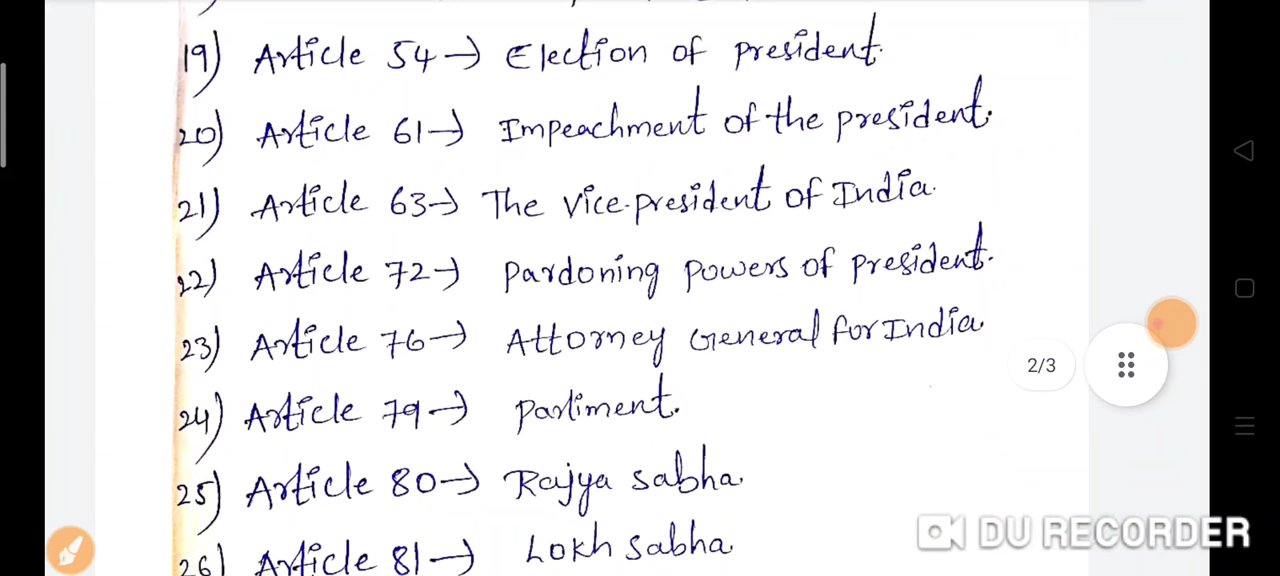 19) Article 54→ Election of president.
20) Article 61→ Impeachment of the president.
21) Article 63→ The vice-president of India.
22) Article 72→ Pardoning powers of president.
23) Article 76→ Attorney General for India
24) Article 79→ Parliment.
25) Article 80→ Rajya sabha.
26) Article 81→ Lokh sabha
2/3
DU RECORDER